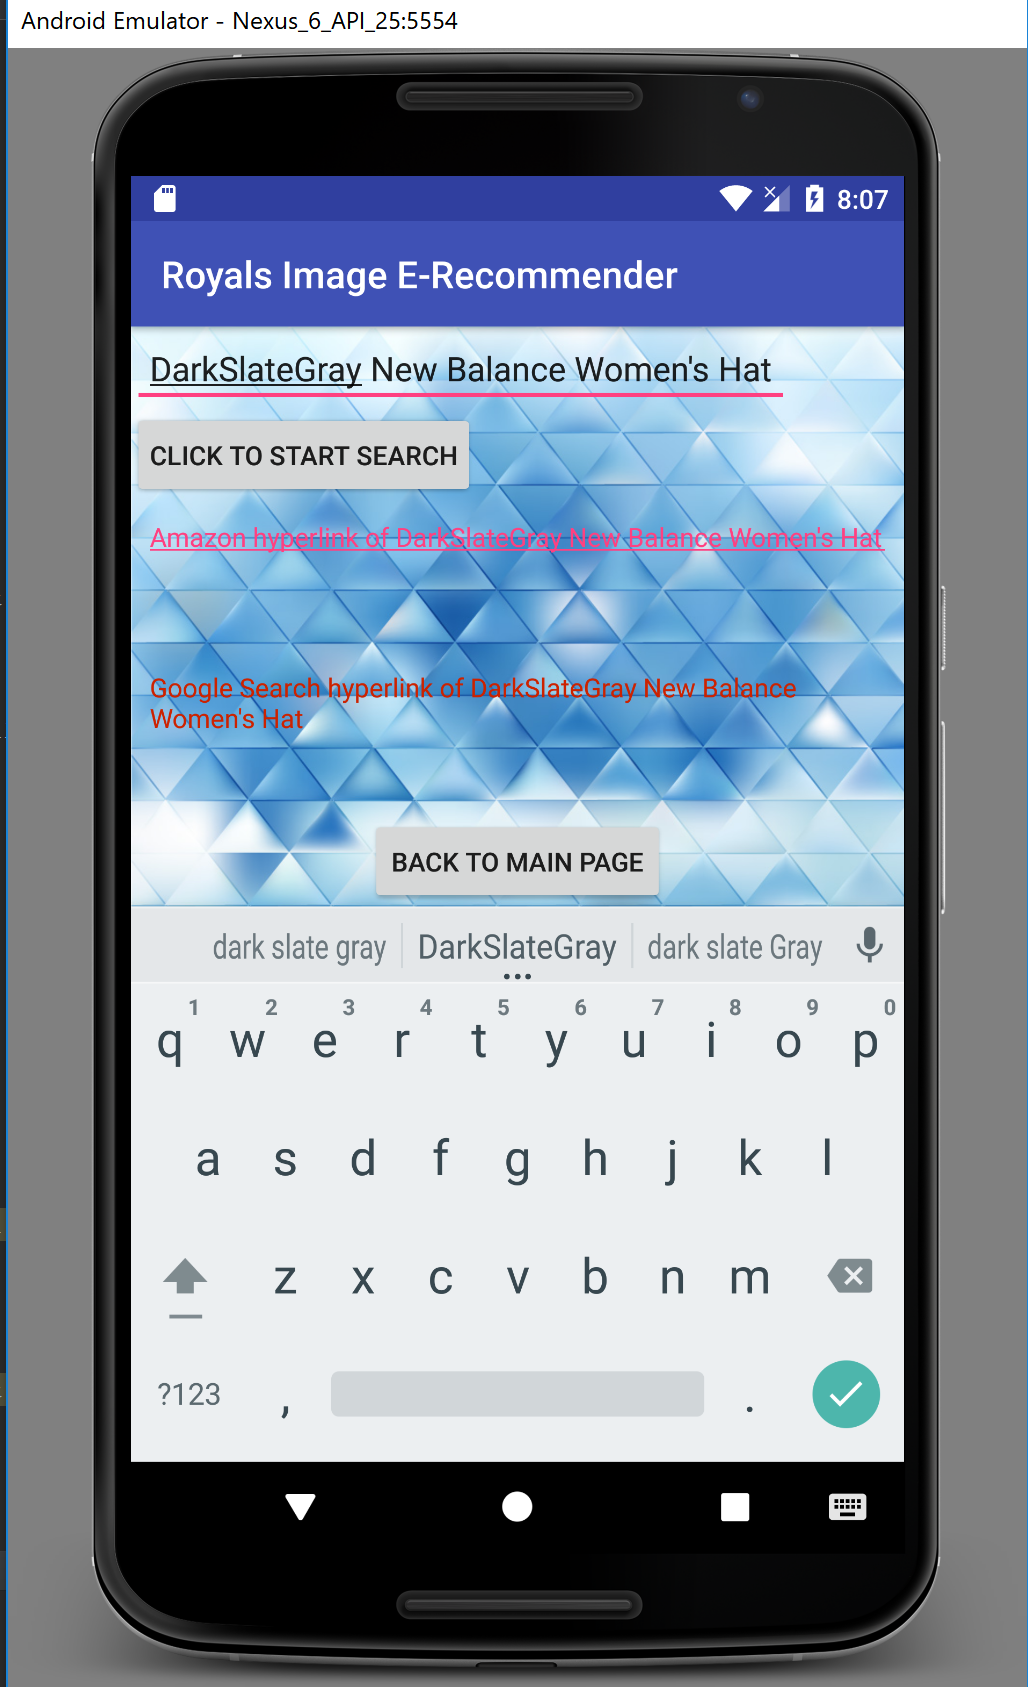 Android Emulator - Nexus_6_API_25:5554
8:07
Royals Image E-Recommender
DarkSlateGray New Balance Women's Hat
CLICK TO START SEARCH
Amazon hyperlink of DarkSlateGray New Balance Women's Hat
Google Search hyperlink of DarkSlateGray New Balance
Women's Hat
BACK TO MAIN PAGE
dark slate gray DarkSlateGray dark slate Gray
1 2 3 4 5 6 7 8 9 0
q w e r t y u i o p
a s d f g h j k l
z x c v b n m
?123 , .